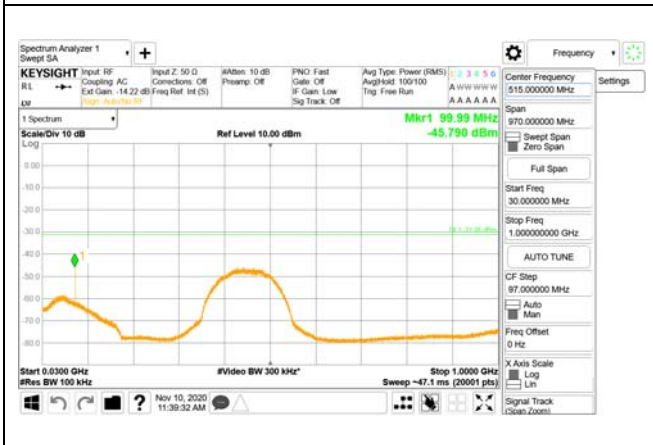 Spectrum Analyzer 1
Swept SA
Frequency
KEYSIGHT
RL
Input: RF
Coupling: AC
Ext Gain: -14.22 dB
Align: Auto/No RF
Input Z: 50 Ω
Corrections: Off
Freq Ref: Int (S)
#Atten: 10 dB
Preamp: Off
PNO: Fast
Gate: Off
IF Gain: Low
Sig Track: Off
Avg Type: Power (RMS)
Avg|Hold: 100/100
Trig: Free Run
1 2 3 4 5 6
A W W W W W
A A A A A A
1 Spectrum
Scale/Div 10 dB
Log
Ref Level 10.00 dBm
Mkr1 99.99 MHz
-45.790 dBm
0.00
-10.0
-20.0
-30.0
-40.0
-50.0
-60.0
-70.0
-80.0
1
Start 0.0300 GHz
#Res BW 100 kHz
#Video BW 300 kHz*
Stop 1.0000 GHz
Sweep ~47.1 ms (20001 pts)
Nov 10, 2020
11:39:32 AM
Center Frequency
515.000000 MHz
Settings
Span
970.000000 MHz
Swept Span
Zero Span
Full Span
Start Freq
30.000000 MHz
Stop Freq
1.000000000 GHz
AUTO TUNE
CF Step
97.000000 MHz
Auto
Man
Freq Offset
0 Hz
X Axis Scale
Log
Lin
Signal Track
(Span Zoom)